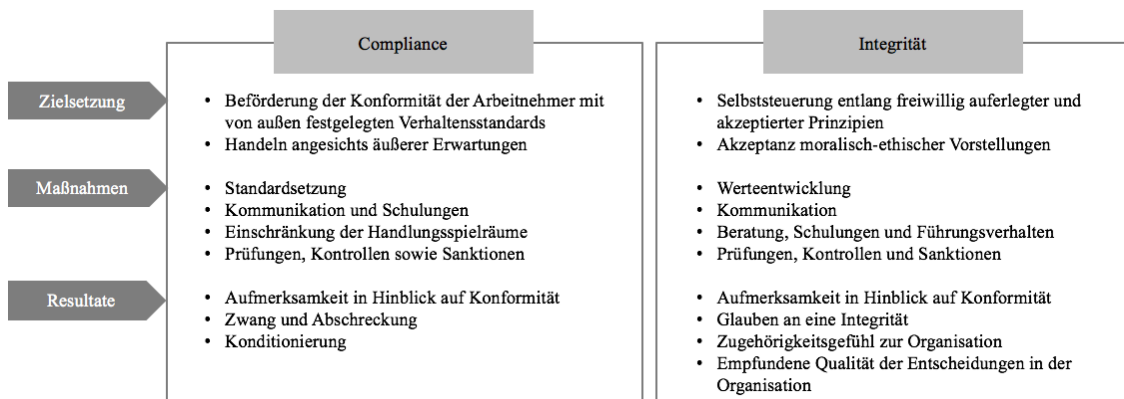 Compliance
Integrität
Zielsetzung
• Beförderung der Konformität der Arbeitnehmer mit
von außen festgelegten Verhaltensstandards
• Handeln angesichts äußerer Erwartungen
• Selbststeuerung entlang freiwillig auferlegter und
akzeptierter Prinzipien
• Akzeptanz moralisch-ethischer Vorstellungen
Maßnahmen
• Standardsetzung
• Kommunikation und Schulungen
• Einschränkung der Handlungsspielräume
• Prüfungen, Kontrollen sowie Sanktionen
• Werteentwicklung
• Kommunikation
• Beratung, Schulungen und Führungsverhalten
• Prüfungen, Kontrollen und Sanktionen
Resultate
• Aufmerksamkeit in Hinblick auf Konformität
• Zwang und Abschreckung
• Konditionierung
• Aufmerksamkeit in Hinblick auf Konformität
• Glauben an eine Integrität
• Zugehörigkeitsgefühl zur Organisation
• Empfundene Qualität der Entscheidungen in der
Organisation